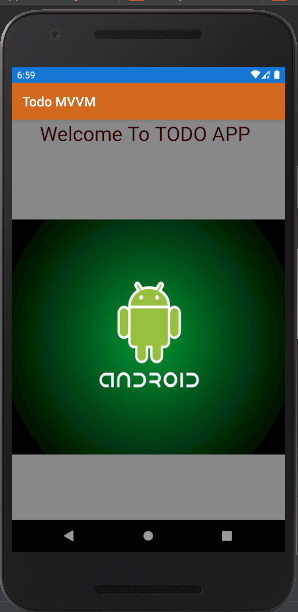 6:59
Todo MVVM
Welcome To TODO APP
ANDROID